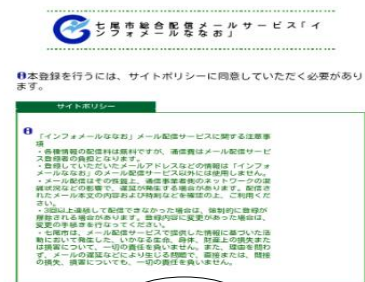 七尾市総合配信メールサービス「イ
ンフォメールななお」
本登録を行うには、サイトポリシーに同意していただく必要があり
ます。
サイトポリシー
「インフォメールななお」メール配信サービスに関する注意事
項
・各種情報の配信料は無料ですが、通信費はメール配信サービ
ス登録者の負担となります。
・登録していただいたメールアドレスなどの情報は「インフォ
メールななお」のメール配信サービス以外には使用しません。
・メール配信はその性質上、通信事業者側のネットワークの混
雑状況などの影響で、遅延が発生する場合があります。配信さ
れたメール本文の内容および時刻などを確認の上、ご利用くだ
さい。
・3回以上連続して配信できなかった場合は、強制的に登録が
解除される場合があります。登録内容に変更があった場合は、
変更の手続きを行なってください。
・七尾市は、メール配信サービスで提供した情報に基づいた活
動において発生した、いかなる生命、身体、財産上の損失また
は損害について、一切の責任を負いません。また、理由を問わ
ず、メールの遅延などにより生じる問題で、直接または、間接
の損失、損害についても、一切の責任を負いません。